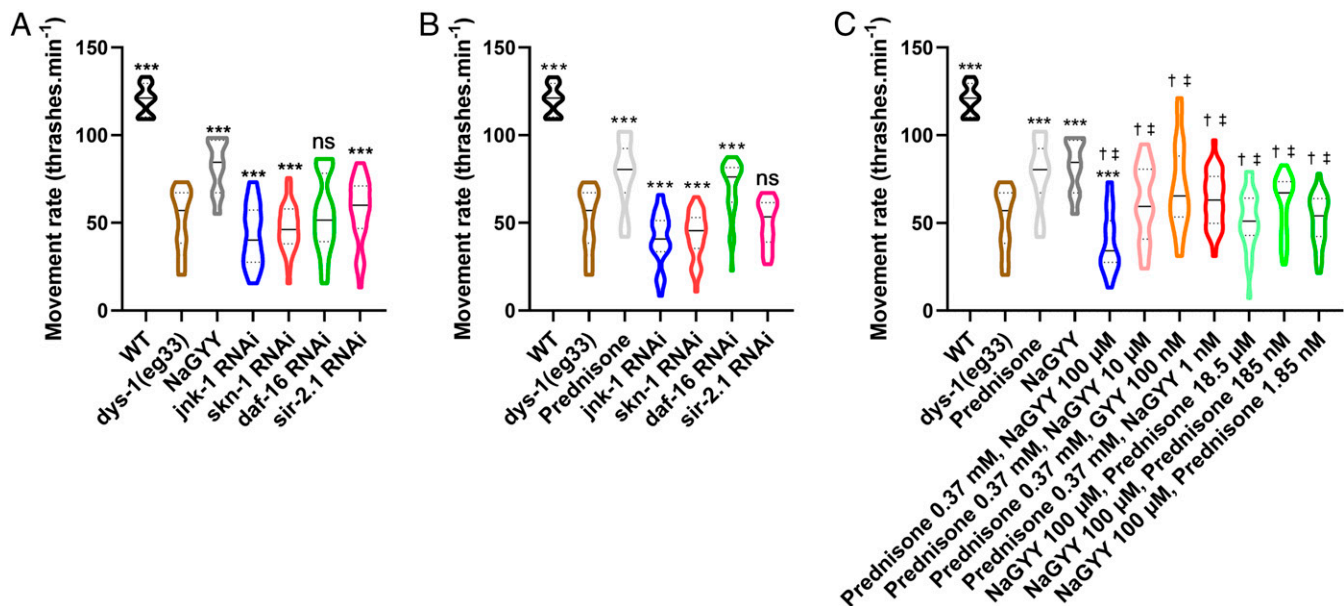 A
Movement rate (thrashes.min⁻¹)
150
100
50
0
***
***
***
***
ns
***
WT
dys-1(eg33)
NaGYY
jnk-1 RNAi
skn-1 RNAi
daf-16 RNAi
sir-2.1 RNAi
B
Movement rate (thrashes.min⁻¹)
150
100
50
0
***
***
***
***
***
ns
WT
dys-1(eg33)
Prednisone
jnk-1 RNAi
skn-1 RNAi
daf-16 RNAi
sir-2.1 RNAi
C
Movement rate (thrashes.min⁻¹)
150
100
50
0
***
***
***
† ‡
***
† ‡
† ‡
† ‡
† ‡
† ‡
† ‡
WT
dys-1(eg33)
Prednisone
NaGYY
Prednisone 0.37 mM, NaGYY 100 µM
Prednisone 0.37 mM, NaGYY 10 µM
Prednisone 0.37 mM, GYY 100 nM
Prednisone 0.37 mM, NaGYY 1 nM
NaGYY 100 µM, Prednisone 18.5 µM
NaGYY 100 µM, Prednisone 185 nM
NaGYY 100 µM, Prednisone 1.85 nM